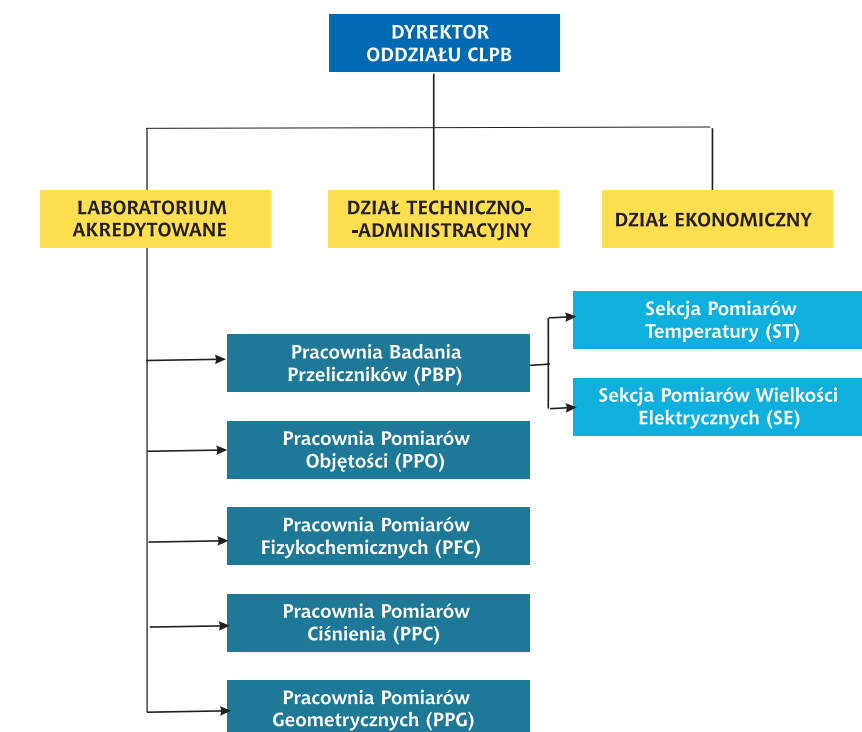 DYREKTOR
ODDZIAŁU CLPB
LABORATORIUM
AKREDYTOWANE
DZIAŁ TECHNICZNO-
-ADMINISTRACYJNY
DZIAŁ EKONOMICZNY
Pracownia Badania
Przeliczników (PBP)
Sekcja Pomiarów
Temperatury (ST)
Sekcja Pomiarów Wielkości
Elektrycznych (SE)
Pracownia Pomiarów
Objętości (PPO)
Pracownia Pomiarów
Fizykochemicznych (PFC)
Pracownia Pomiarów
Ciśnienia (PPC)
Pracownia Pomiarów
Geometrycznych (PPG)